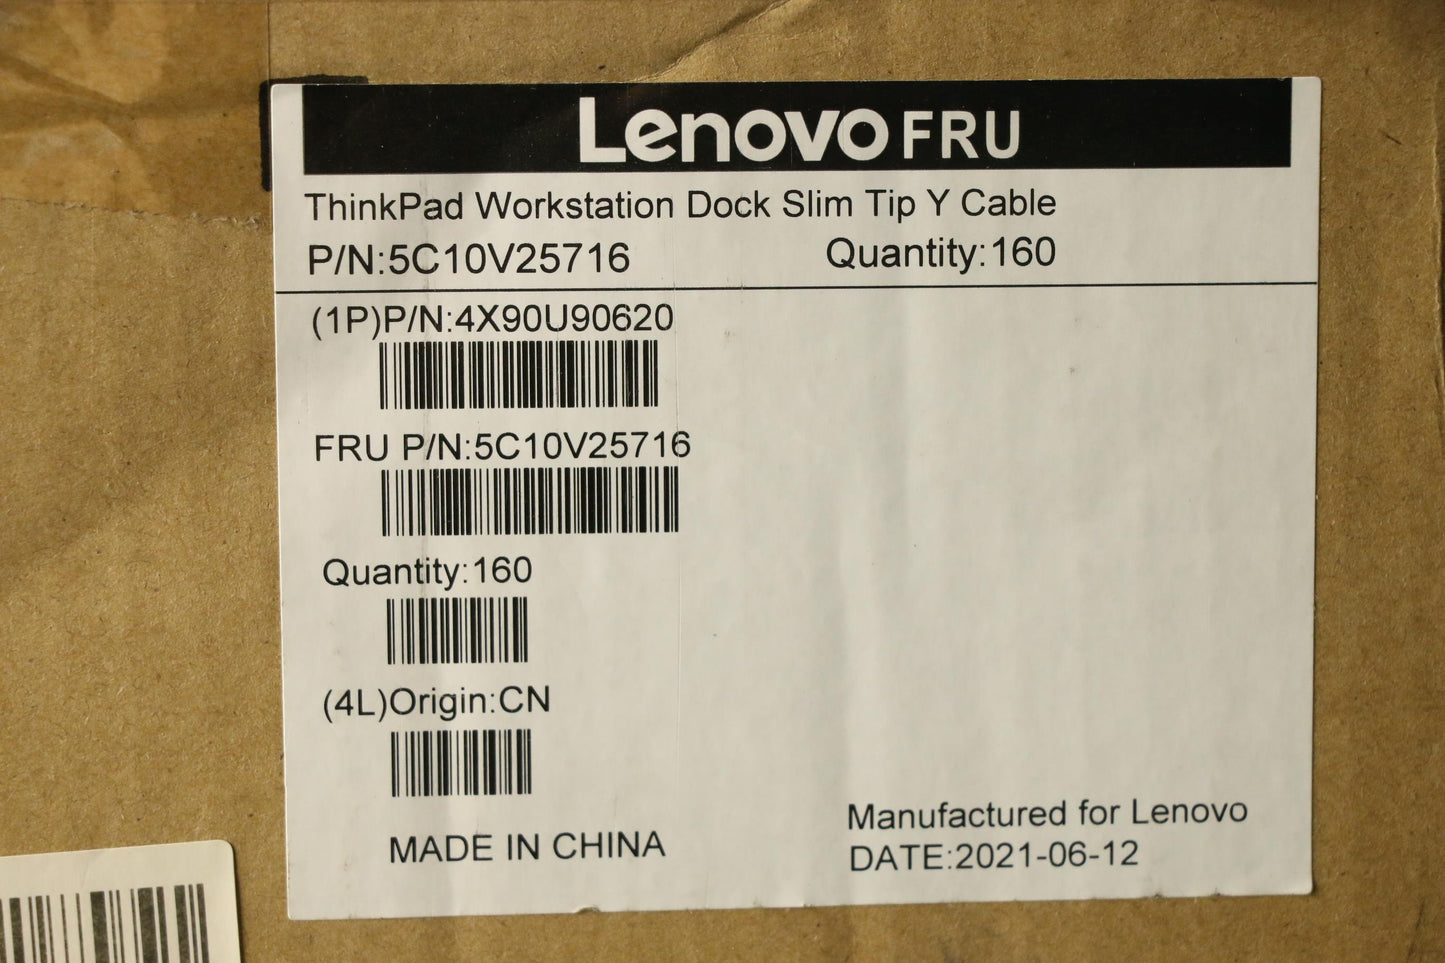 Lenovo FRU
ThinkPad Workstation Dock Slim Tip Y Cable
P/N:5C10V25716 Quantity:160
(1P)P/N:4X90U90620
FRU P/N:5C10V25716
Quantity:160
(4L)Origin:CN
MADE IN CHINA
Manufactured for Lenovo
DATE:2021-06-12